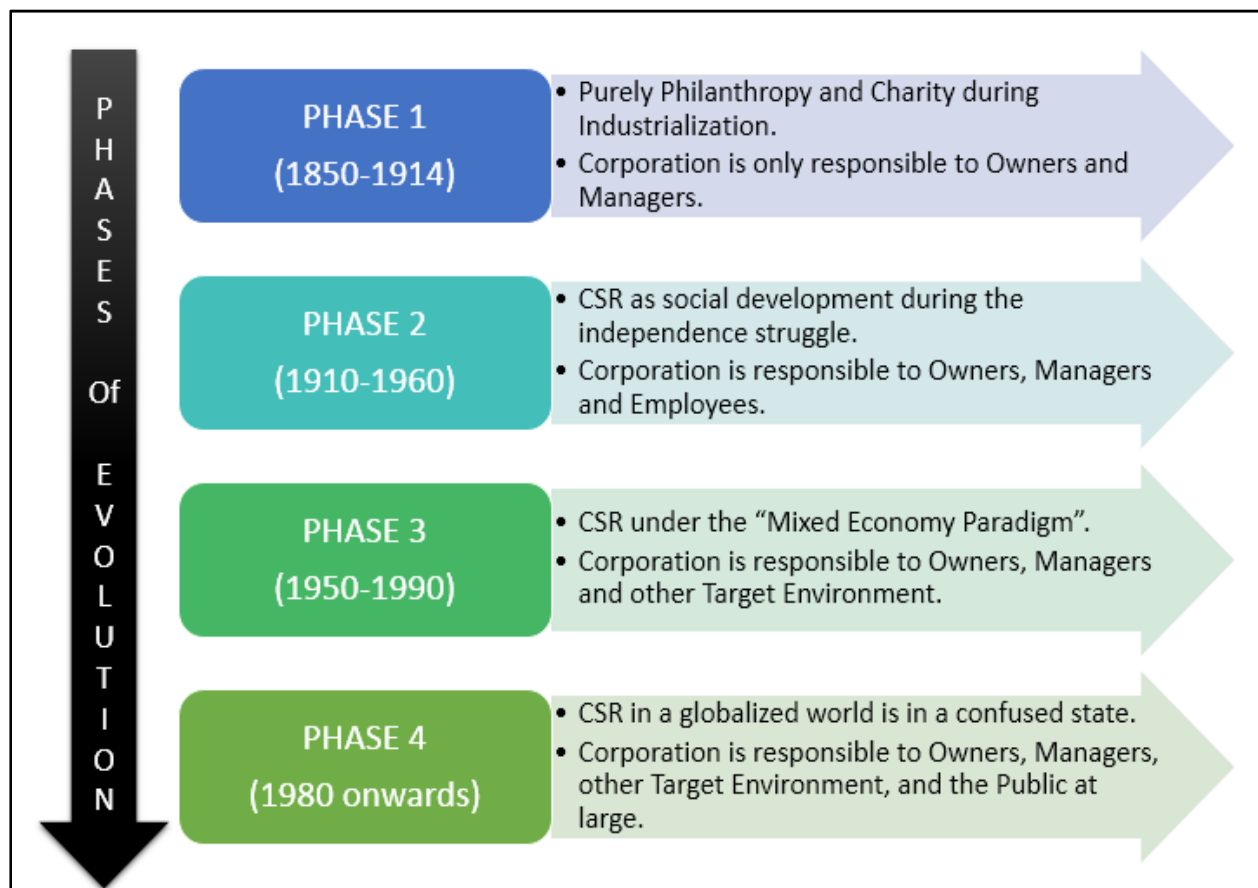 PHASES Of EVOLUTION
PHASE 1
(1850-1914)
• Purely Philanthropy and Charity during
Industrialization.
• Corporation is only responsible to Owners and
Managers.
PHASE 2
(1910-1960)
• CSR as social development during the
independence struggle.
• Corporation is responsible to Owners, Managers
and Employees.
PHASE 3
(1950-1990)
• CSR under the “Mixed Economy Paradigm”.
• Corporation is responsible to Owners, Managers
and other Target Environment.
PHASE 4
(1980 onwards)
• CSR in a globalized world is in a confused state.
• Corporation is responsible to Owners, Managers,
other Target Environment, and the Public at
large.